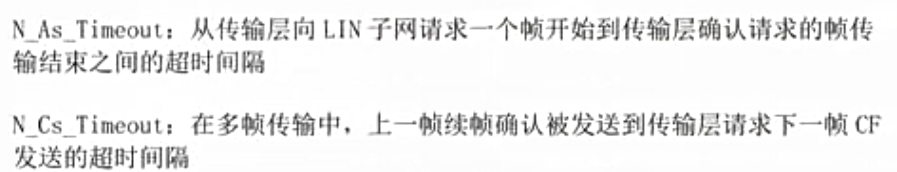 N_As_Timeout: 从传输层向 LIN 子网请求一个帧开始到传输层确认请求的帧传
输结束之间的超时间隔
N_Cs_Timeout: 在多帧传输中，上一帧续帧确认被发送到传输层请求下一帧 CF
发送的超时间隔